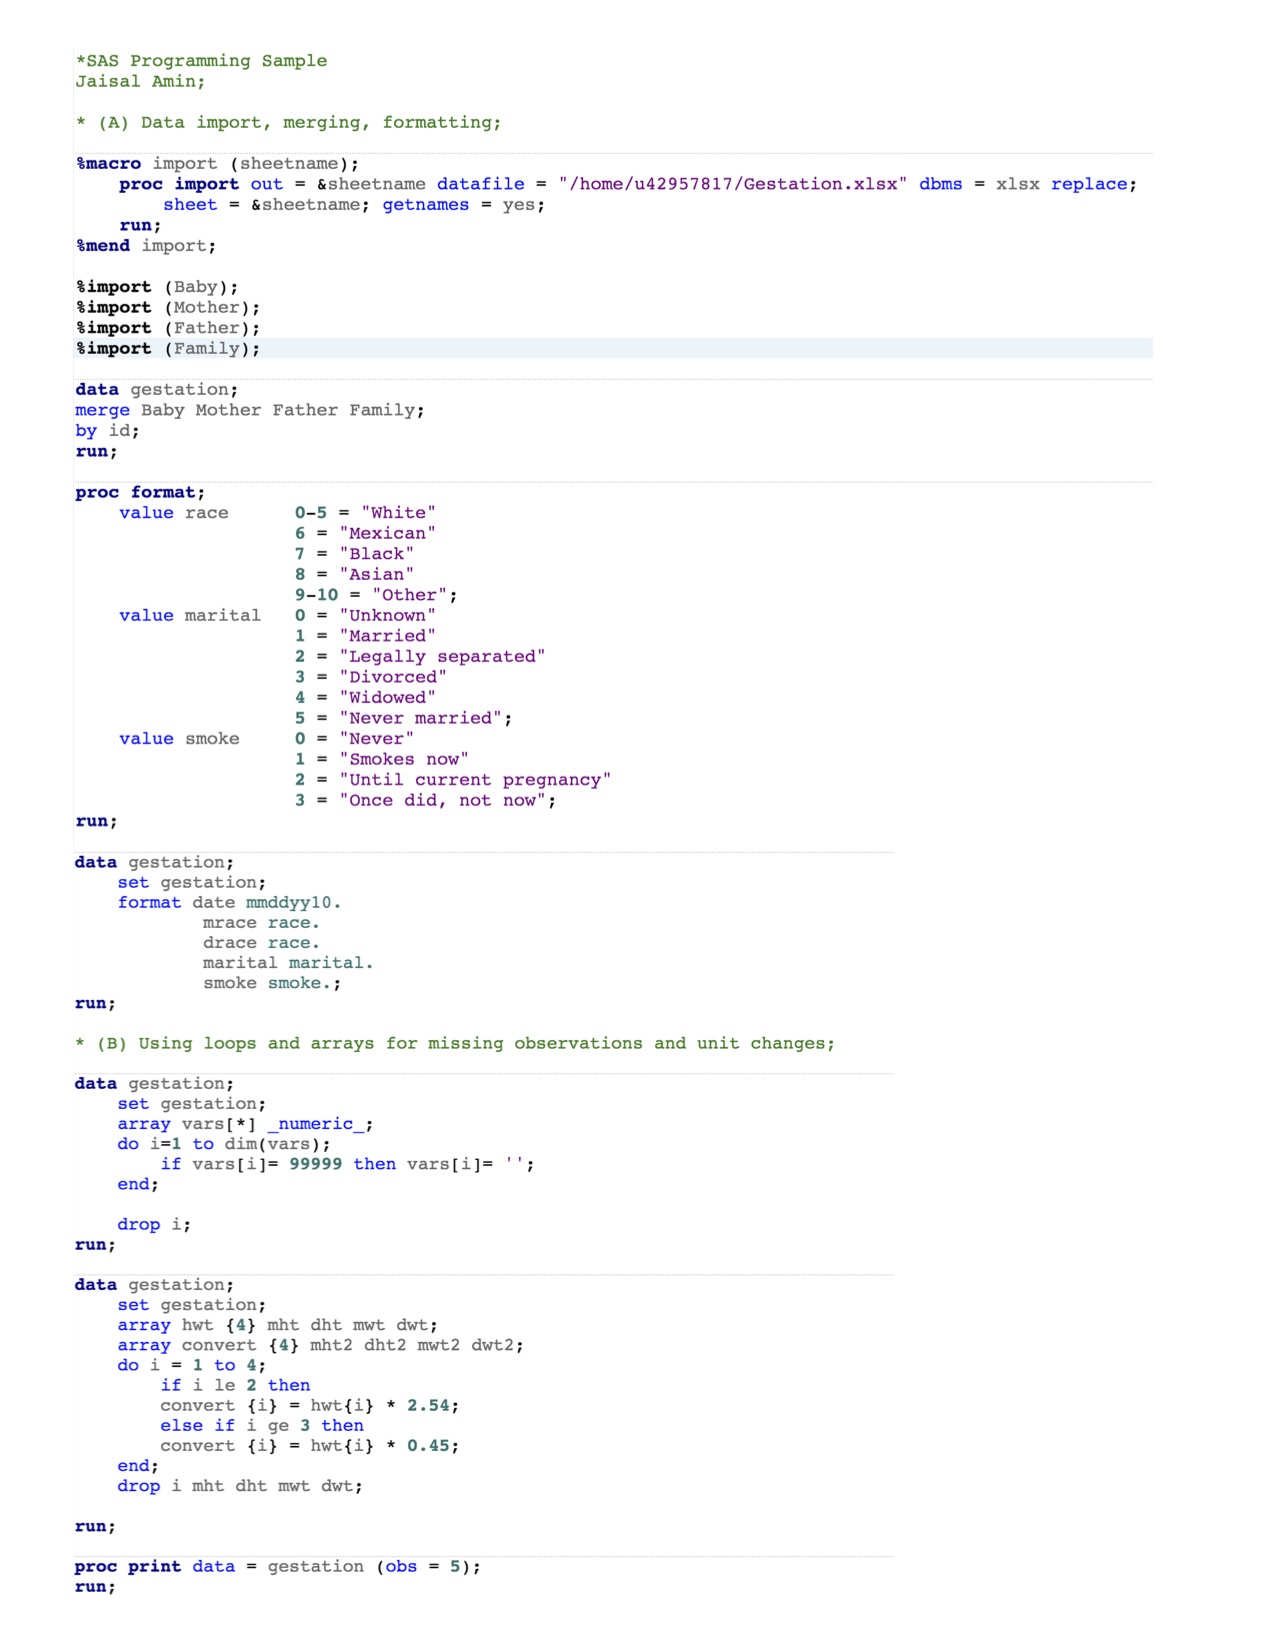 *SAS Programming Sample
Jaisal Amin;
* (A) Data import, merging, formatting;
%macro import (sheetname);
proc import out = &sheetname datafile = "/home/u42957817/Gestation.xlsx" dbms = xlsx replace;
sheet = &sheetname; getnames = yes;
run;
%mend import;
%import (Baby);
%import (Mother);
%import (Father);
%import (Family);
data gestation;
merge Baby Mother Father Family;
by id;
run;
proc format;
value race 0-5 = "White"
6 = "Mexican"
7 = "Black"
8 = "Asian"
9-10 = "Other";
value marital 0 = "Unknown"
1 = "Married"
2 = "Legally separated"
3 = "Divorced"
4 = "Widowed"
5 = "Never married";
value smoke 0 = "Never"
1 = "Smokes now"
2 = "Until current pregnancy"
3 = "Once did, not now";
run;
data gestation;
set gestation;
format date mmddyy10.
mrace race.
drace race.
marital marital.
smoke smoke.;
run;
* (B) Using loops and arrays for missing observations and unit changes;
data gestation;
set gestation;
array vars[*] _numeric_;
do i=1 to dim(vars);
if vars[i]= 99999 then vars[i]= '';
end;
drop i;
run;
data gestation;
set gestation;
array hwt {4} mht dht mwt dwt;
array convert {4} mht2 dht2 mwt2 dwt2;
do i = 1 to 4;
if i le 2 then
convert {i} = hwt{i} * 2.54;
else if i ge 3 then
convert {i} = hwt{i} * 0.45;
end;
drop i mht dht mwt dwt;
run;
proc print data = gestation (obs = 5);
run;